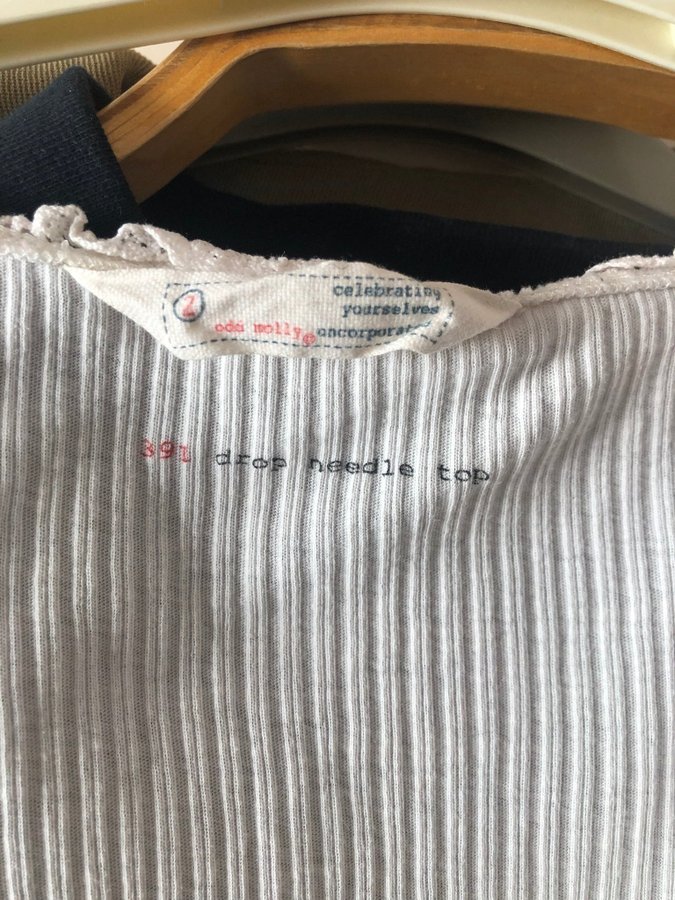 celebrating
yourselves
2 odd molly@uncorporated
391 drop needle top